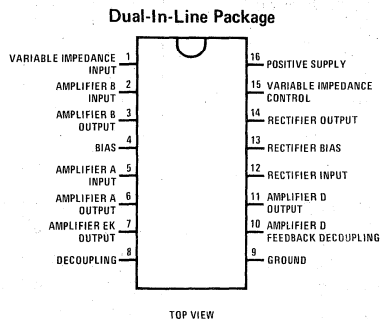 Dual-In-Line Package
VARIABLE IMPEDANCE
INPUT
1
AMPLIFIER B
INPUT
2
AMPLIFIER B
OUTPUT
3
BIAS
4
AMPLIFIER A
INPUT
5
AMPLIFIER A
OUTPUT
6
AMPLIFIER EK
OUTPUT
7
DECOUPLING
8
16
POSITIVE SUPPLY
15
VARIABLE IMPEDANCE
CONTROL
14
RECTIFIER OUTPUT
13
RECTIFIER BIAS
12
RECTIFIER INPUT
11
AMPLIFIER D
OUTPUT
10
AMPLIFIER D
FEEDBACK DECOUPLING
9
GROUND
TOP VIEW